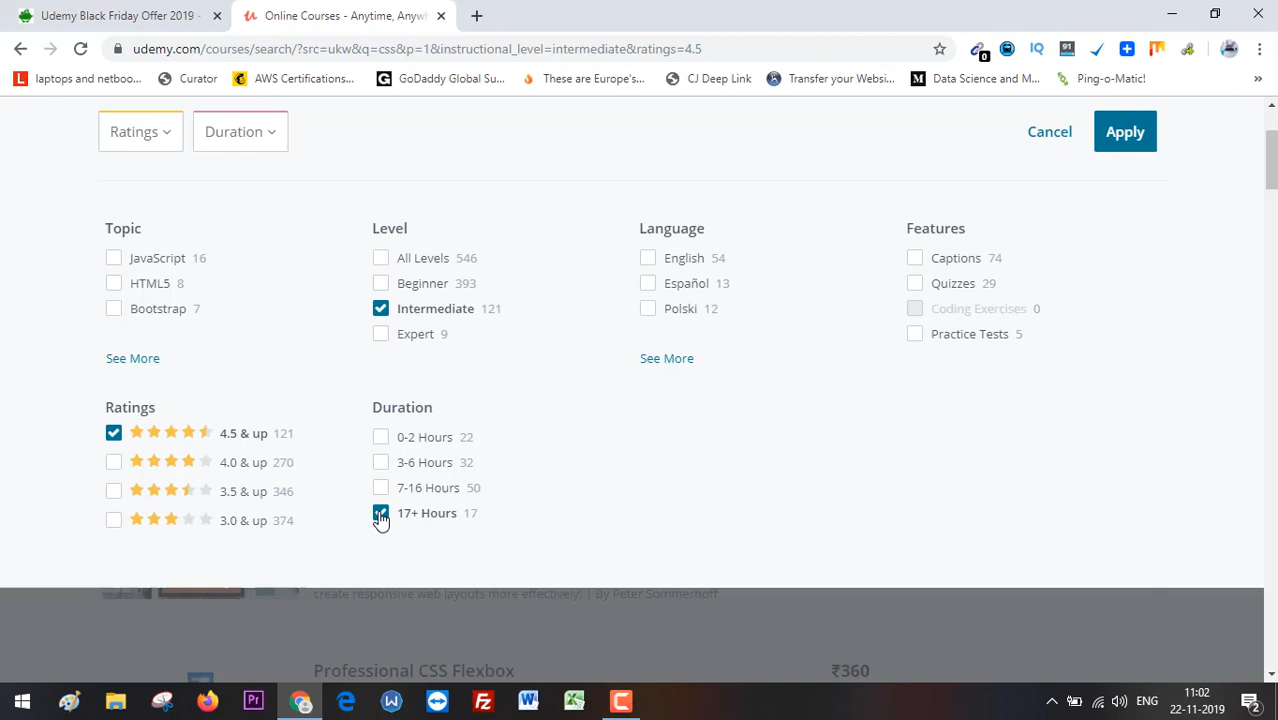 Udemy Black Friday Offer 2019 -
Online Courses - Anytime, Anywh
udemy.com/courses/search/?src=ukw&q=css&p=1&instructional_level=intermediate&ratings=4.5
0
IQ
91
L laptops and netboo...
Curator
AWS Certifications...
G GoDaddy Global Su...
These are Europe's...
CJ Deep Link
Transfer your Websi...
M Data Science and M...
Ping-o-Matic!
»
Ratings
Duration
Cancel
Apply
Topic
JavaScript 16
HTML5 8
Bootstrap 7
See More
Level
All Levels 546
Beginner 393
Intermediate 121
Expert 9
Language
English 54
Español 13
Polski 12
See More
Features
Captions 74
Quizzes 29
Coding Exercises 0
Practice Tests 5
Ratings
4.5 & up 121
4.0 & up 270
3.5 & up 346
3.0 & up 374
Duration
0-2 Hours 22
3-6 Hours 32
7-16 Hours 50
17+ Hours 17
create responsive web layouts more effectively! | By Peter Sommerhoff
Professional CSS Flexbox
₹360
Pr
W
Fz
W
X
C
ENG
11:02
22-11-2019
2